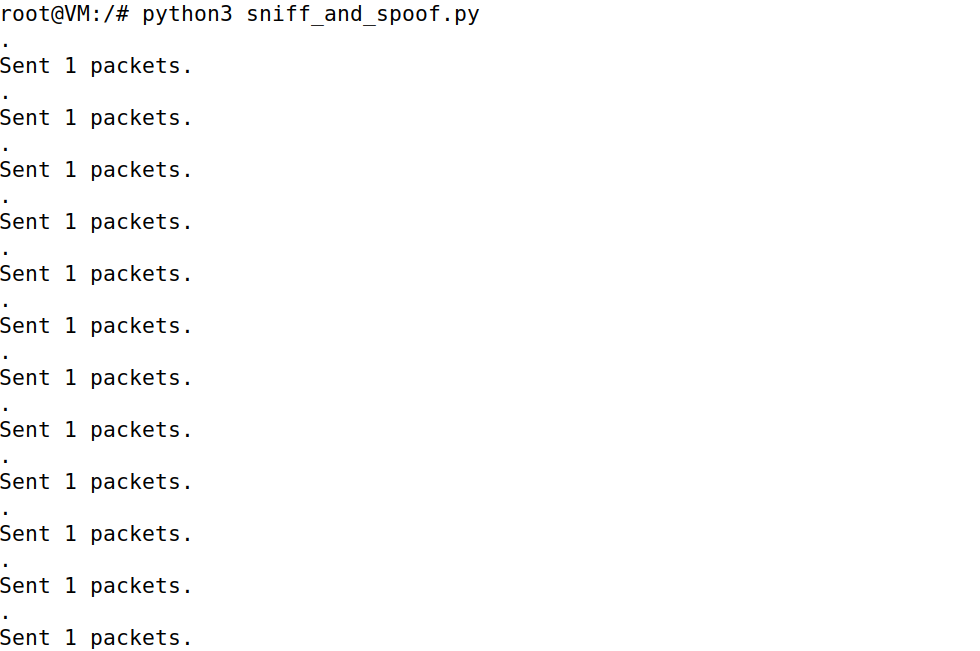 root@VM:/# python3 sniff_and_spoof.py
.
Sent 1 packets.
.
Sent 1 packets.
.
Sent 1 packets.
.
Sent 1 packets.
.
Sent 1 packets.
.
Sent 1 packets.
.
Sent 1 packets.
.
Sent 1 packets.
.
Sent 1 packets.
.
Sent 1 packets.
.
Sent 1 packets.
.
Sent 1 packets.